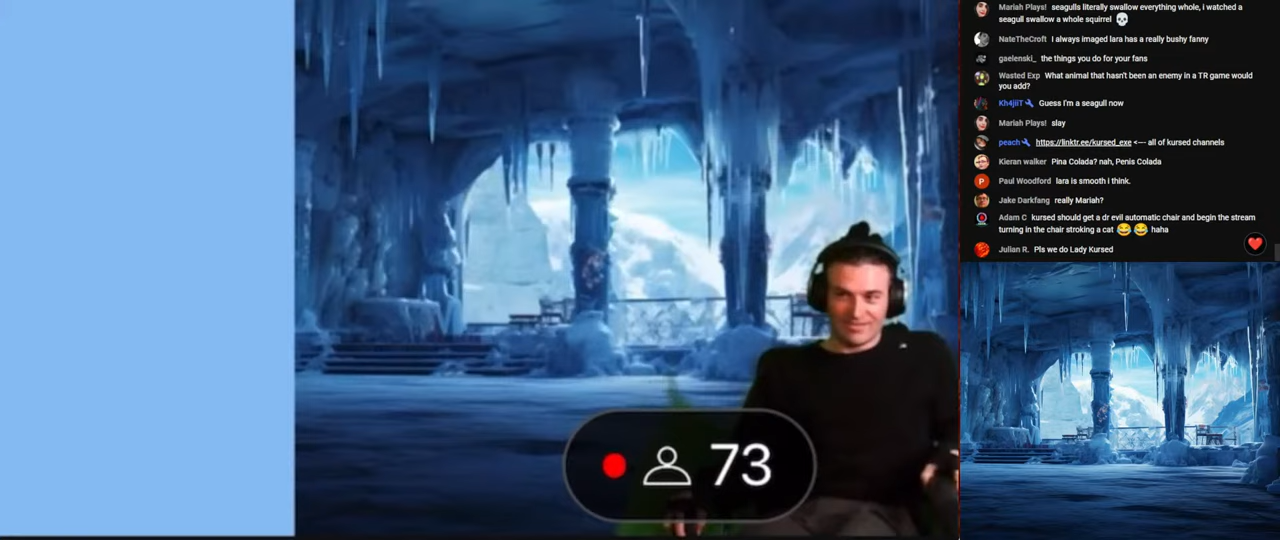 Mariah Plays! seagulls literally swallow everything whole, i watched a
seagull swallow a whole squirrel 💀
NateTheCroft I always imaged lara has a really bushy fanny
gaelenski_ the things you do for your fans
Wasted Exp What animal that hasn't been an enemy in a TR game would
you add?
Kh4jiiT Guess I'm a seagull now
Mariah Plays! slay
peach https://linktr.ee/kursed_exe <--- all of kursed channels
Kieran walker Pina Colada? nah, Penis Colada
P Paul Woodford lara is smooth i think.
Jake Darkfang really Mariah?
Adam C kursed should get a dr evil automatic chair and begin the stream
turning in the chair stroking a cat 😂 😂 haha
Julian R. Pls we do Lady Kursed
73